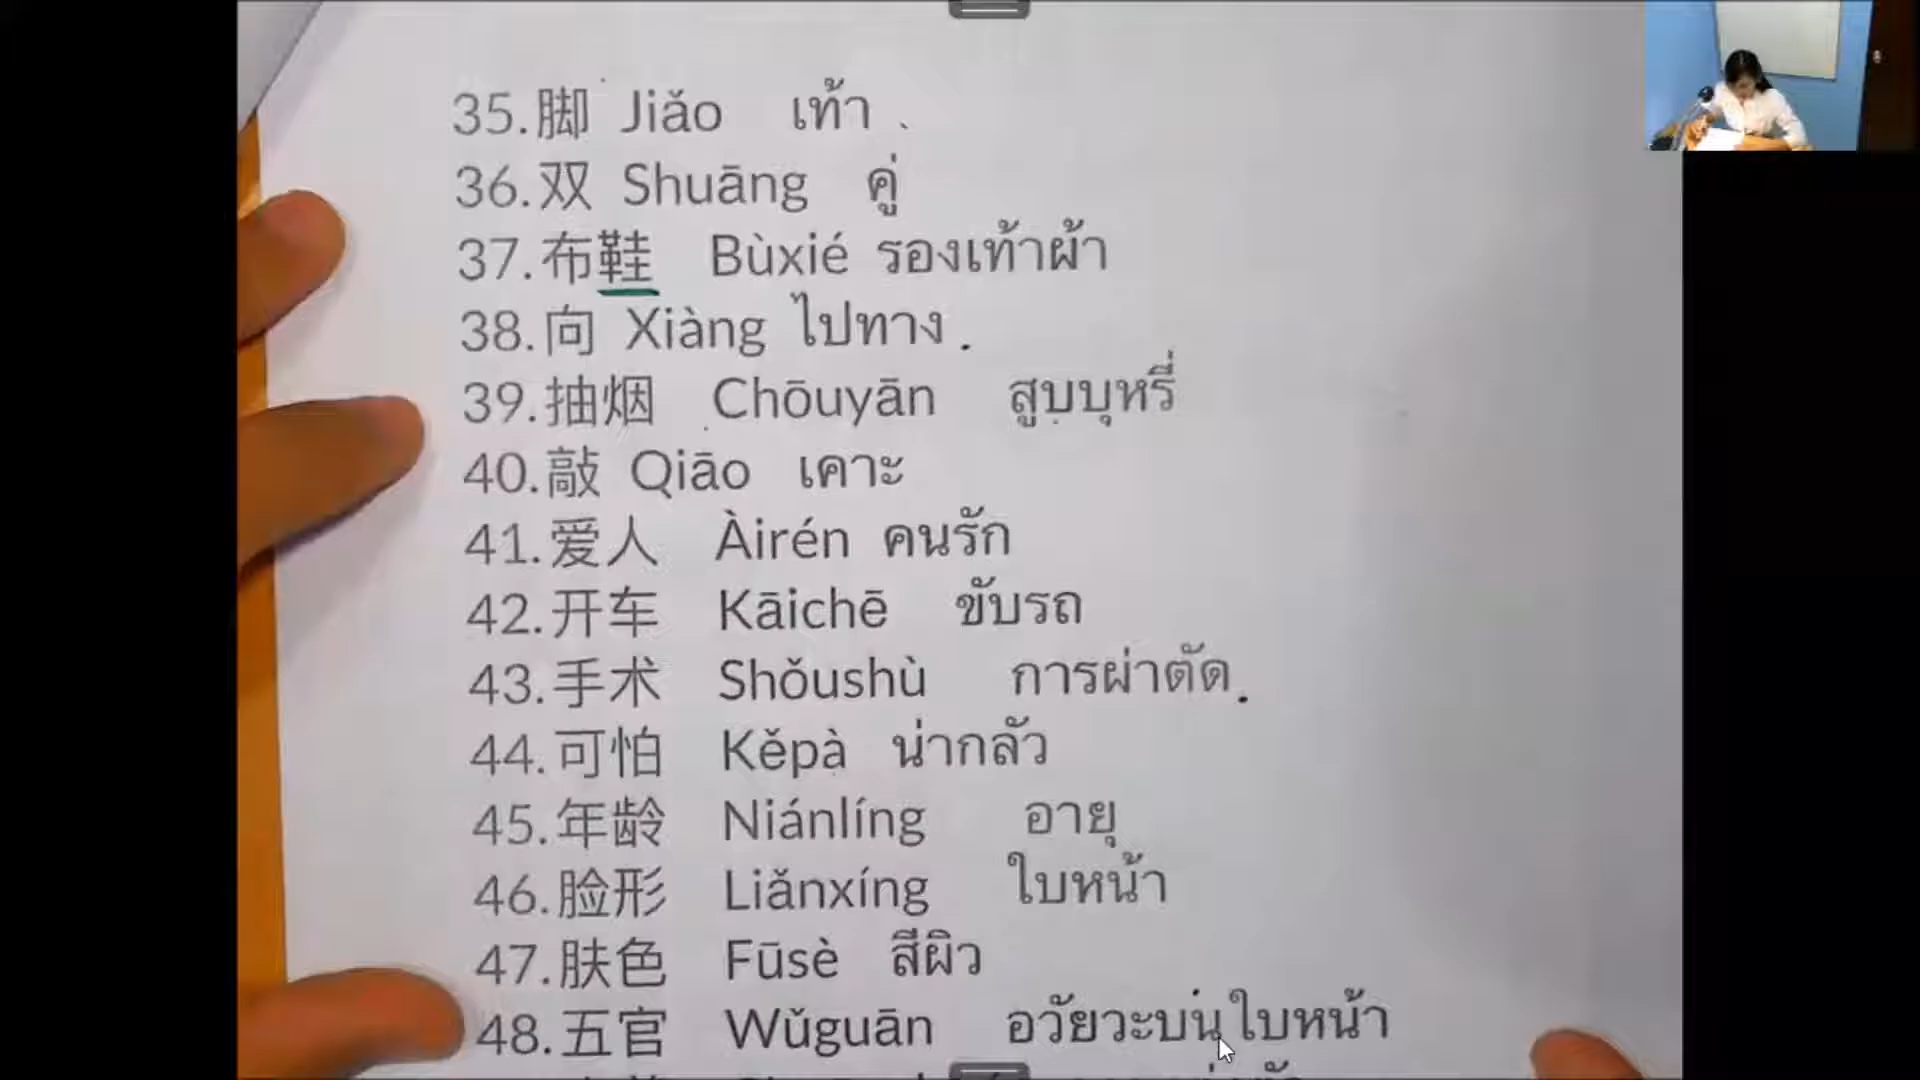 35.脚 Jiǎo เท้า
36.双 Shuāng คู่
37.布鞋 Bùxié รองเท้าผ้า
38.向 Xiàng ไปทาง
39.抽烟 Chōuyān สูบบุหรี่
40.敲 Qiāo เคาะ
41.爱人 Àirén คนรัก
42.开车 Kāichē ขับรถ
43.手术 Shǒushù การผ่าตัด
44.可怕 Kěpà น่ากลัว
45.年龄 Niánlíng อายุ
46.脸形 Liǎnxíng ใบหน้า
47.肤色 Fūsè สีผิว
48.五官 Wǔguān อวัยวะบนใบหน้า